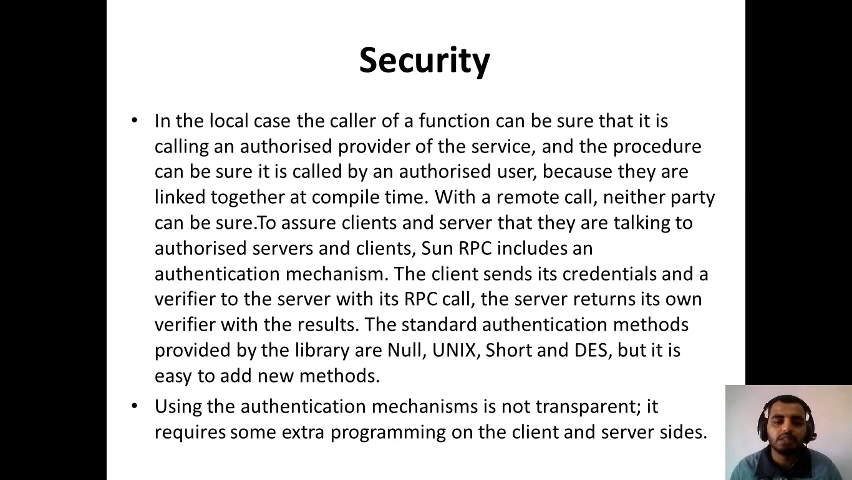 Security
• In the local case the caller of a function can be sure that it is
calling an authorised provider of the service, and the procedure
can be sure it is called by an authorised user, because they are
linked together at compile time. With a remote call, neither party
can be sure.To assure clients and server that they are talking to
authorised servers and clients, Sun RPC includes an
authentication mechanism. The client sends its credentials and a
verifier to the server with its RPC call, the server returns its own
verifier with the results. The standard authentication methods
provided by the library are Null, UNIX, Short and DES, but it is
easy to add new methods.
• Using the authentication mechanisms is not transparent; it
requires some extra programming on the client and server sides.